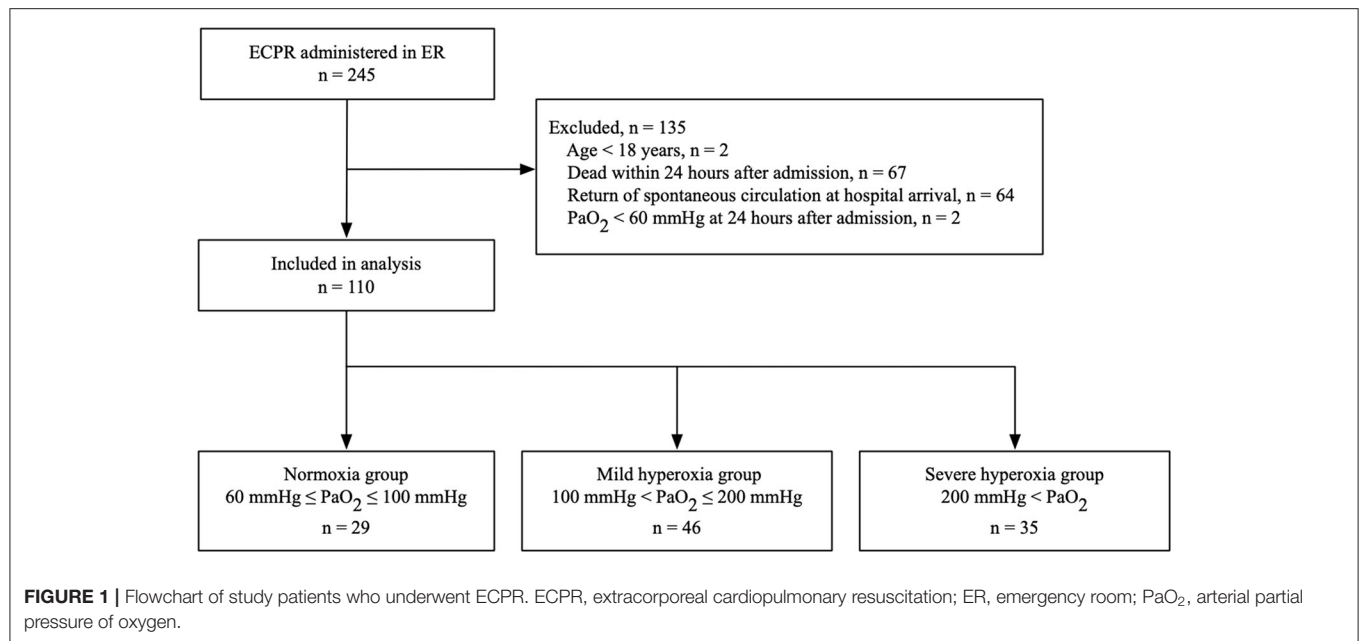 ECPR administered in ER
n = 245
Excluded, n = 135
Age < 18 years, n = 2
Dead within 24 hours after admission, n = 67
Return of spontaneous circulation at hospital arrival, n = 64
PaO2 < 60 mmHg at 24 hours after admission, n = 2
Included in analysis
n = 110
Normoxia group
60 mmHg ≤ PaO2 ≤ 100 mmHg
n = 29
Mild hyperoxia group
100 mmHg < PaO2 ≤ 200 mmHg
n = 46
Severe hyperoxia group
200 mmHg < PaO2
n = 35
FIGURE 1 | Flowchart of study patients who underwent ECPR. ECPR, extracorporeal cardiopulmonary resuscitation; ER, emergency room; PaO2, arterial partial
pressure of oxygen.